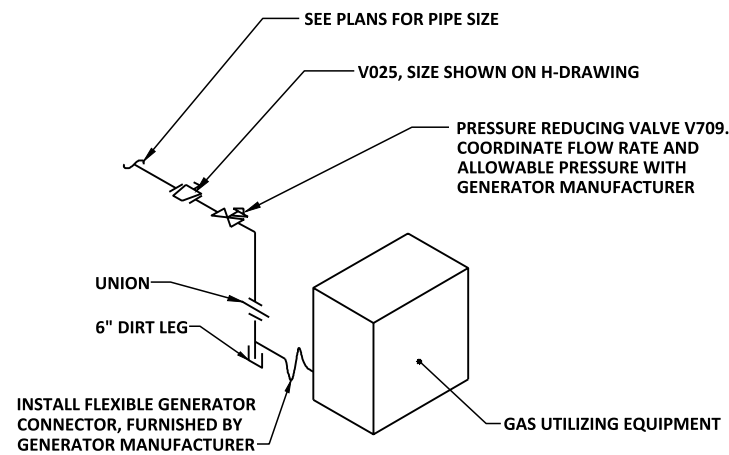 SEE PLANS FOR PIPE SIZE
V025, SIZE SHOWN ON H-DRAWING
PRESSURE REDUCING VALVE V709.
COORDINATE FLOW RATE AND
ALLOWABLE PRESSURE WITH
GENERATOR MANUFACTURER
UNION
6" DIRT LEG
INSTALL FLEXIBLE GENERATOR
CONNECTOR, FURNISHED BY
GENERATOR MANUFACTURER
GAS UTILIZING EQUIPMENT